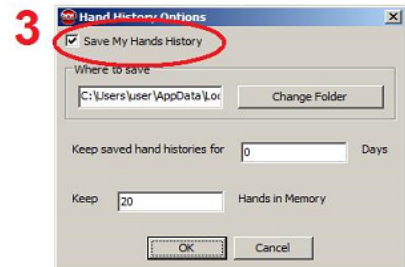 3
Hand History Options
Save My Hands History
Where to save
C:\Users\user\AppData\Loc
Change Folder
Keep saved hand histories for 0 Days
Keep 20 Hands in Memory
OK Cancel